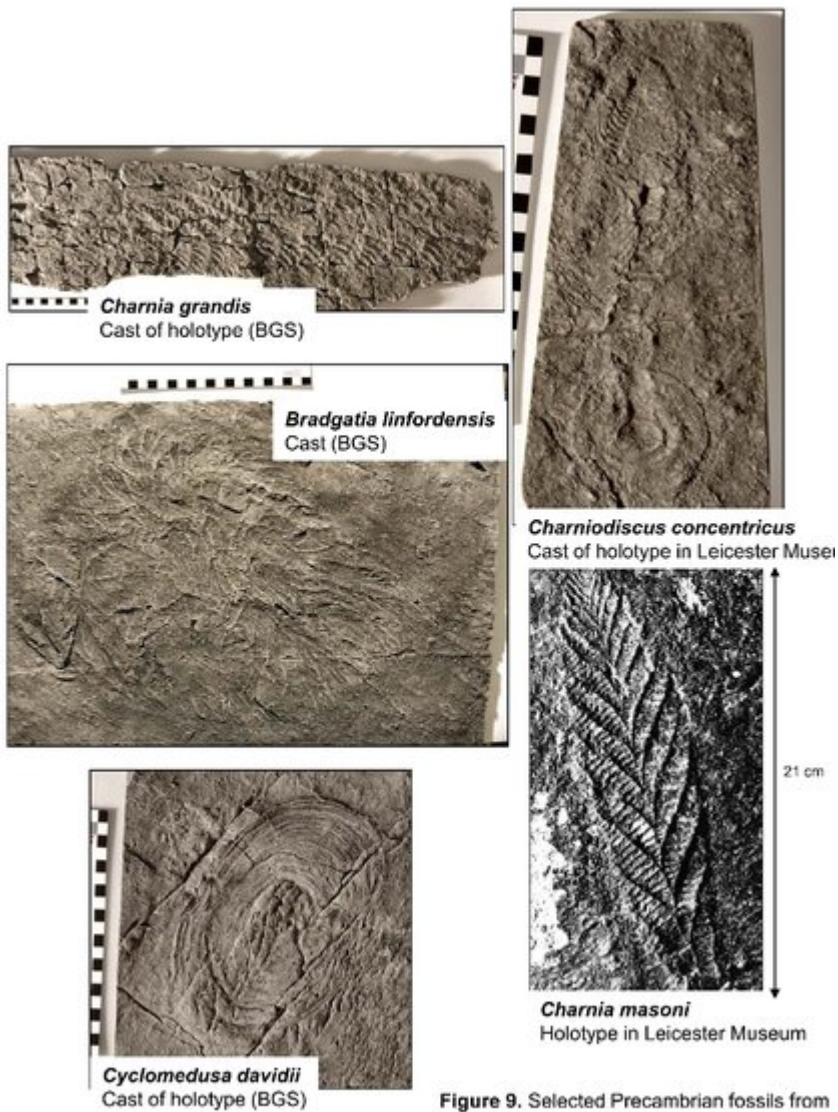 Charnia grandis
Cast of holotype (BGS)
Bradgatia linfordensis
Cast (BGS)
Charniodiscus concentricus
Cast of holotype in Leicester Museu
21 cm
Charnia masoni
Holotype in Leicester Museum
Cyclomedusa davidii
Cast of holotype (BGS)
Figure 9. Selected Precambrian fossils from